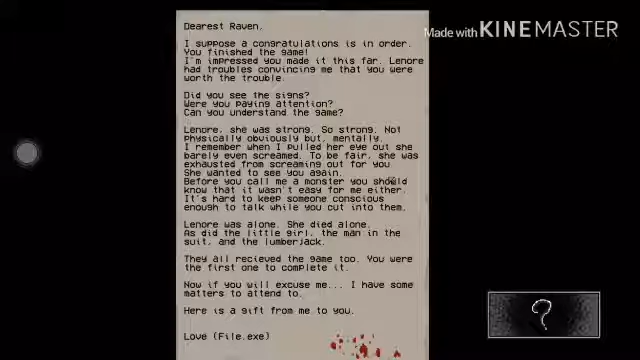 Made with KINEMASTER
Dearest Raven,
I suppose a congratulations is in order.
You finished the game!
I'm impressed you made it this far. Lenore
had troubles convincing me that you were
worth the trouble.
Did you see the signs?
Were you paying attention?
Can you understand the game?
Lenore, she was strong. So strong. Not
physically obviously but, mentally.
I remember when I pulled her eye out she
barely even screamed. To be fair, she was
exhausted from screaming out for you
She wanted to see you again.
Before you call me a monster you should
know that it wasn't easy for me either.
It's hard to keep someone conscious
enough to talk while you cut into them.
Lenore was alone. She died alone.
As did the little girl, the man in the
suit, and the lumberjack.
They all recieved the game too. You were
the first one to complete it.
Now if you will excuse me... I have some
matters to attend to.
Here is a gift from me to you.
Love (File.exe)
?